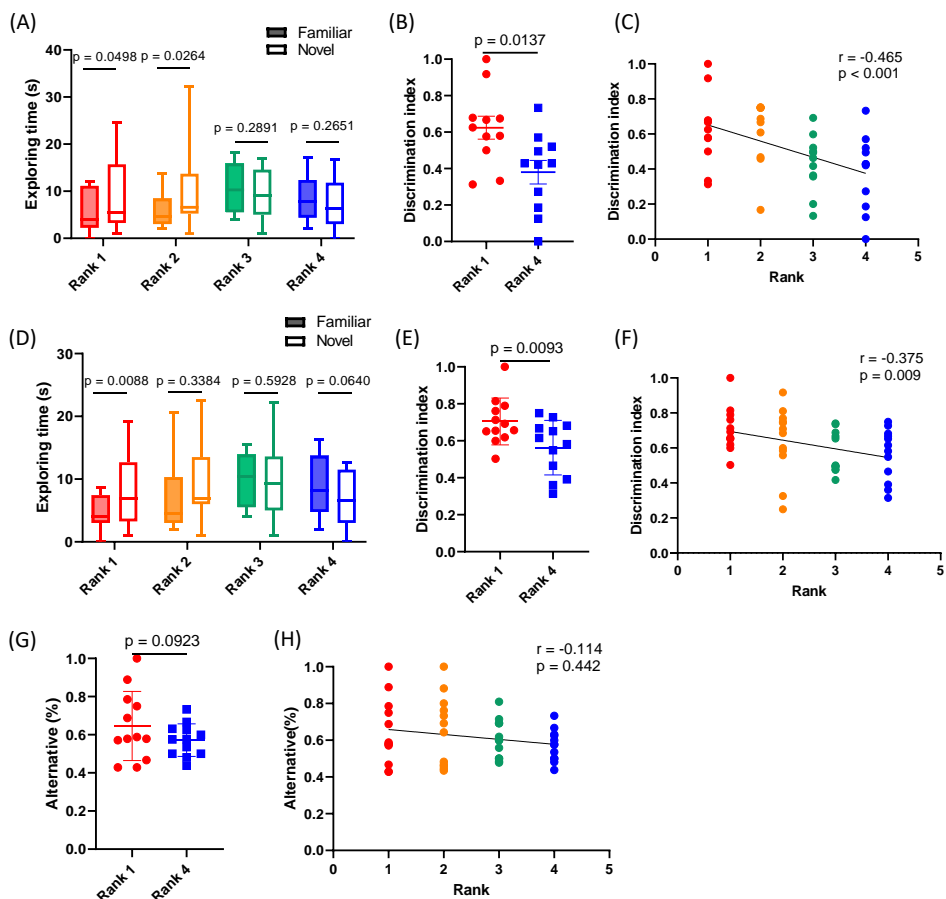 (A)
Familiar
Novel
p = 0.0498
p = 0.0264
p = 0.2891
p = 0.2651
Exploring time (s)
40
30
20
10
0
Rank 1
Rank 2
Rank 3
Rank 4
(B)
p = 0.0137
Discrimination index
1.0
0.8
0.6
0.4
0.2
0.0
Rank 1
Rank 4
(C)
r = -0.465
p < 0.001
Discrimination index
1.0
0.8
0.6
0.4
0.2
0.0
0
1
2
3
4
5
Rank
(D)
Familiar
Novel
p = 0.0088
p = 0.3384
p = 0.5928
p = 0.0640
Exploring time (s)
30
20
10
0
Rank 1
Rank 2
Rank 3
Rank 4
(E)
p = 0.0093
Discrimination index
1.0
0.8
0.6
0.4
0.2
0.0
Rank 1
Rank 4
(F)
r = -0.375
p = 0.009
Discrimination index
1.0
0.8
0.6
0.4
0.2
0.0
0
1
2
3
4
5
Rank
(G)
p = 0.0923
Alternative (%)
1.0
0.8
0.6
0.4
0.2
0.0
Rank 1
Rank 4
(H)
r = -0.114
p = 0.442
Alternative(%)
1.0
0.8
0.6
0.4
0.2
0.0
0
1
2
3
4
5
Rank